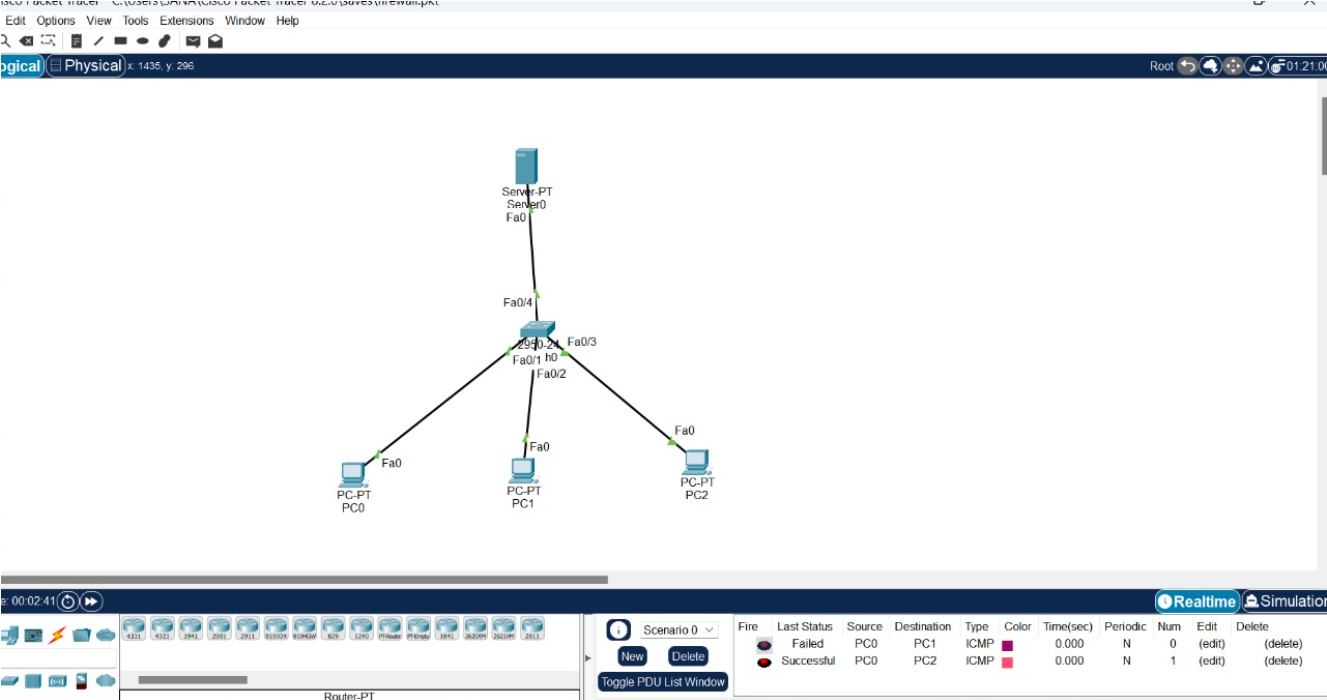 isco Packet Tracer - C:\Users\SANA\Cisco Packet Tracer 8.2.0\saves\firewall.pkt
Edit Options View Tools Extensions Window Help
ogical Physical x: 1435, y: 296 Root 01:21:00
Server-PT
Server0
Fa0
Fa0/4
2950-24
Fa0/3
Fa0/1 h0
Fa0/2
Fa0
Fa0
Fa0
PC-PT
PC0
PC-PT
PC1
PC-PT
PC2
e: 00:02:41 Realtime Simulation
4331 4321 1941 2901 2911 819IOX 819HGW 829 1240 PT-Router PT-Empty 1841 2620XM 2621XM 2811
Router-PT
Scenario 0
New Delete
Toggle PDU List Window
Fire Last Status Source Destination Type Color Time(sec) Periodic Num Edit Delete
Failed PC0 PC1 ICMP 0.000 N 0 (edit) (delete)
Successful PC0 PC2 ICMP 0.000 N 1 (edit) (delete)